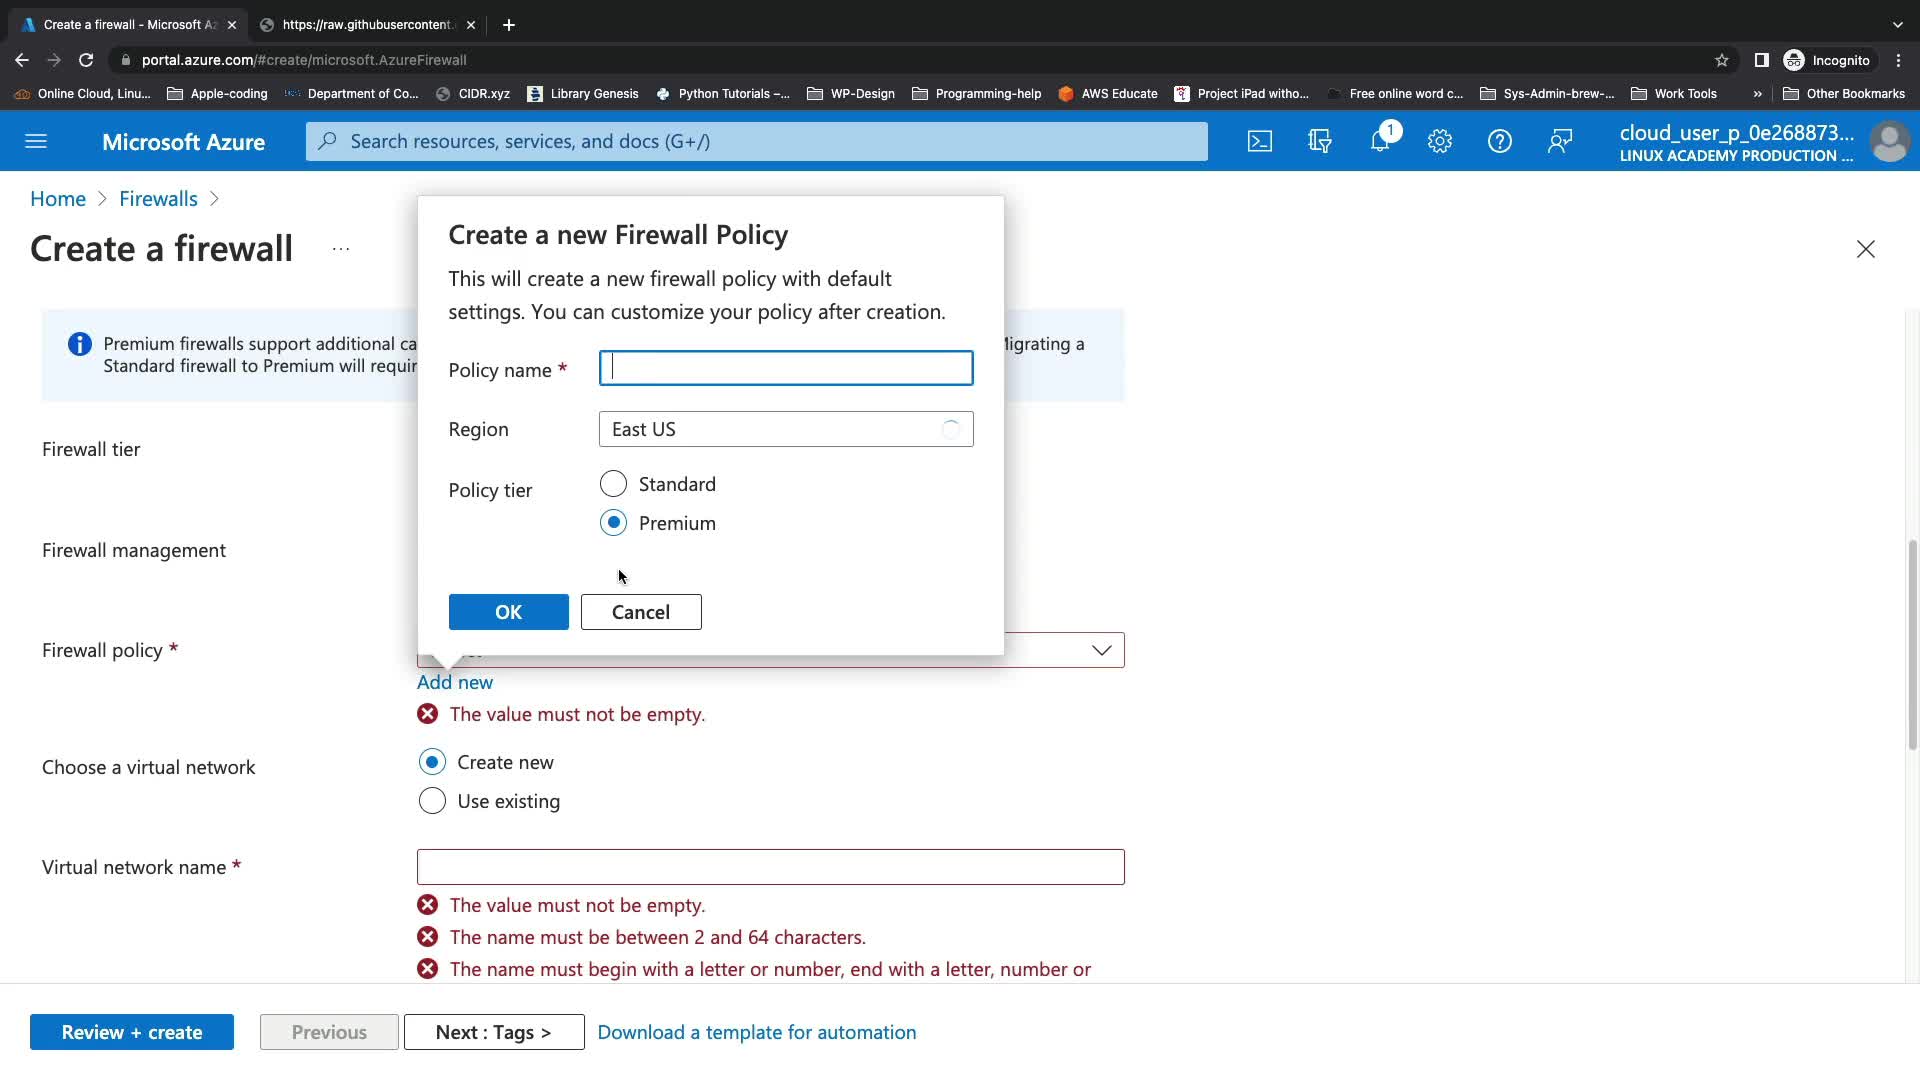 Create a firewall - Microsoft Az
https://raw.githubusercontent.
portal.azure.com/#create/microsoft.AzureFirewall
Incognito
Online Cloud, Linu...
Apple-coding
Department of Co...
CIDR.xyz
Library Genesis
Python Tutorials –...
WP-Design
Programming-help
AWS Educate
Project iPad witho...
Free online word c...
Sys-Admin-brew-...
Work Tools
»
Other Bookmarks
Microsoft Azure
Search resources, services, and docs (G+/)
1
cloud_user_p_0e268873...
LINUX ACADEMY PRODUCTION ...
Home > Firewalls >
Create a firewall ...
Create a new Firewall Policy
This will create a new firewall policy with default
settings. You can customize your policy after creation.
Premium firewalls support additional ca
Migrating a
Standard firewall to Premium will requir
Policy name *
Region
East US
Policy tier
Standard
Premium
OK
Cancel
Firewall tier
Firewall management
Firewall policy *
Add new
The value must not be empty.
Choose a virtual network
Create new
Use existing
Virtual network name *
The value must not be empty.
The name must be between 2 and 64 characters.
The name must begin with a letter or number, end with a letter, number or
Review + create
Previous
Next : Tags >
Download a template for automation